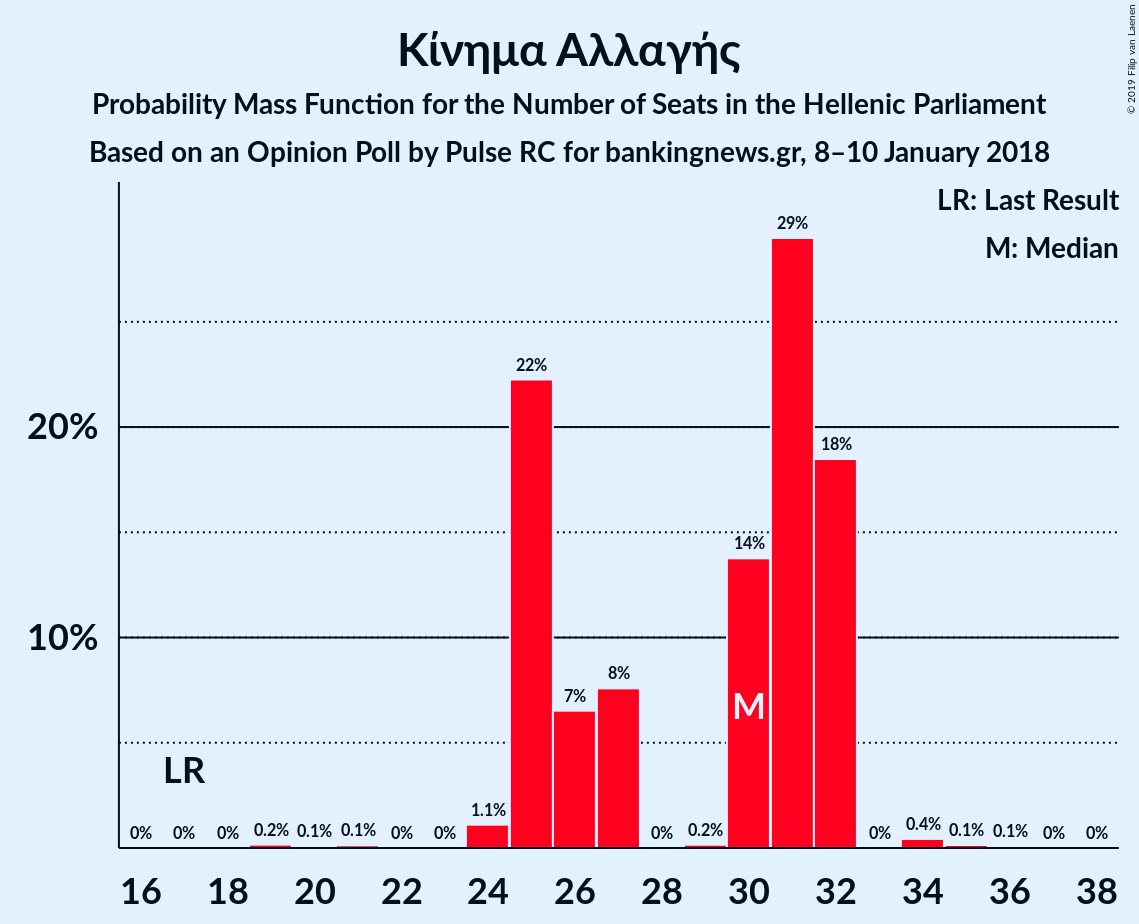 Κίνημα Αλλαγής
Probability Mass Function for the Number of Seats in the Hellenic Parliament
Based on an Opinion Poll by Pulse RC for bankingnews.gr, 8–10 January 2018
© 2019 Filip van Laenen
LR: Last Result
M: Median
29%
22%
20%
18%
14%
10%
8%
7%
M
LR
1.1%
0% 0% 0% 0.2% 0.1% 0.1% 0% 0% 0% 0.2% 0% 0.4% 0.1% 0.1% 0% 0%
16 18 20 22 24 26 28 30 32 34 36 38